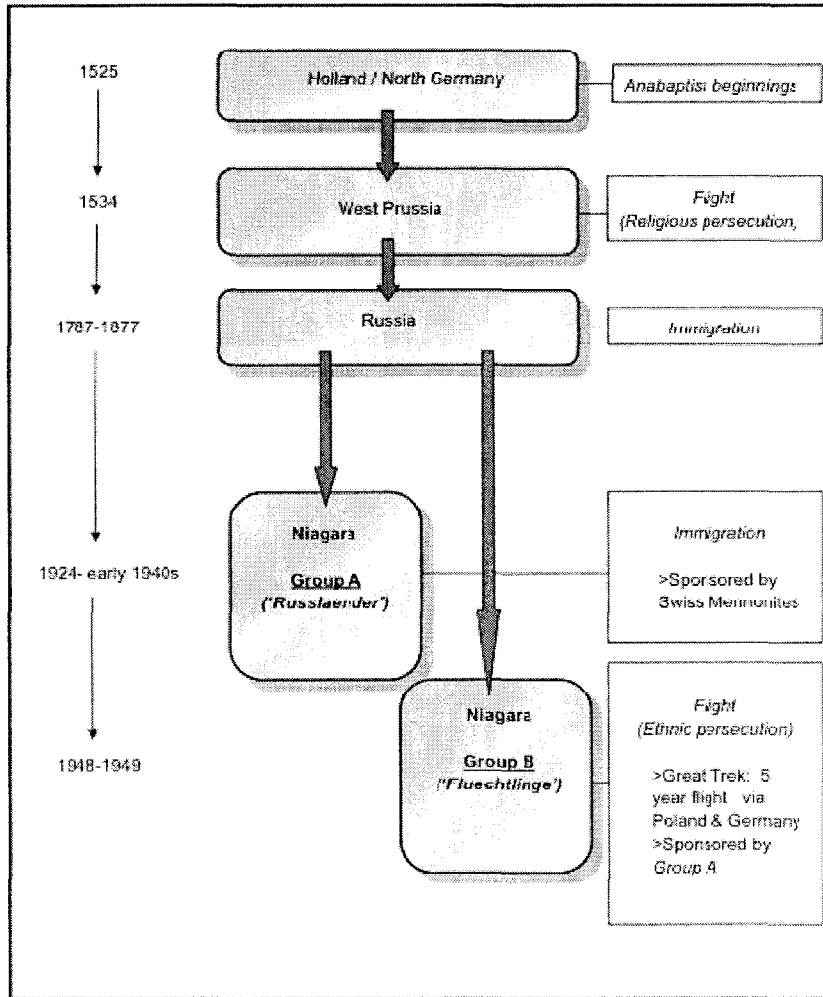 1525
Holland / North Germany
Anabaptist beginnings
1534
West Prussia
Flight
(Religious persecution)
1787-1877
Russia
Immigration
1924- early 1940s
Niagara
Group A
("Russlaender")
Immigration
>Sponsored by
Swiss Mennonites
1948-1949
Niagara
Group B
("Fluechtlinge")
Flight
(Ethnic persecution)
>Great Trek: 5
year flight via
Poland & Germany
>Sponsored by
Group A